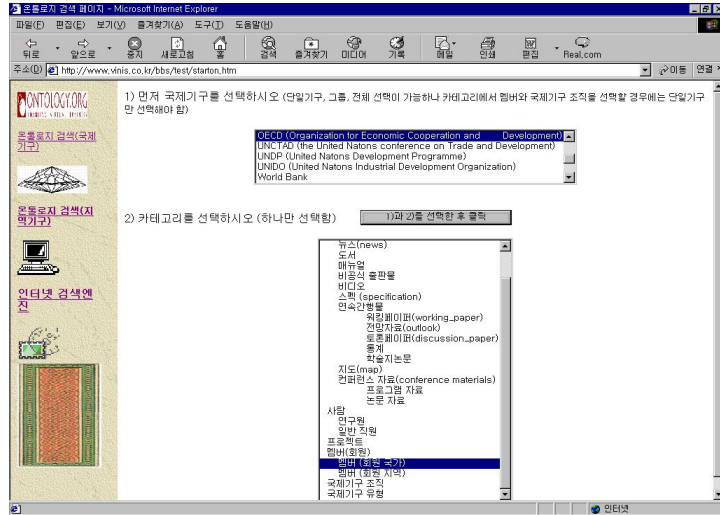 온톨로지 검색 페이지 - Microsoft Internet Explorer
파일(F) 편집(E) 보기(V) 즐겨찾기(A) 도구(T) 도움말(H)
뒤로 앞으로 중지 새로고침 홈 검색 즐겨찾기 미디어 기록 메일 인쇄 편집 Real.com
주소(D) http://www.vinis.co.kr/bbs/test/starton.htm 이동 연결
ONTOLOGY.ORG
온톨로지 검색(국제
기구)
온톨로지 검색(지
역기구)
인터넷 검색엔
진
1) 먼저 국제기구를 선택하시오 (단일기구, 그룹, 전체 선택이 가능하나 카테고리에서 멤버와 국제기구 조직을 선택할 경우에는 단일기구
만 선택해야 함)
OECD (Organization for Economic Cooperation and Development)
UNCTAD (the United Natons conference on Trade and Development)
UNDP (United Natons Development Programme)
UNIDO (United Natons Industrial Development Organization)
World Bank
2) 카테고리를 선택하시오 (하나만 선택함) 1)과 2)를 선택한 후 클릭
뉴스(news)
도서
매뉴얼
비공식 출판물
비디오
스펙 (specification)
연속간행물
워킹페이퍼(working_paper)
전망자료(outlook)
토론페이퍼(discussion_paper)
통계
학술지논문
지도(map)
컨퍼런스 자료(conference materials)
프로그램 자료
논문 자료
사람
연구원
일반 직원
프로젝트
멤버(회원)
멤버 (회원 국가)
멤버 (회원 지역)
국제기구 조직
국제기구 유형
인터넷